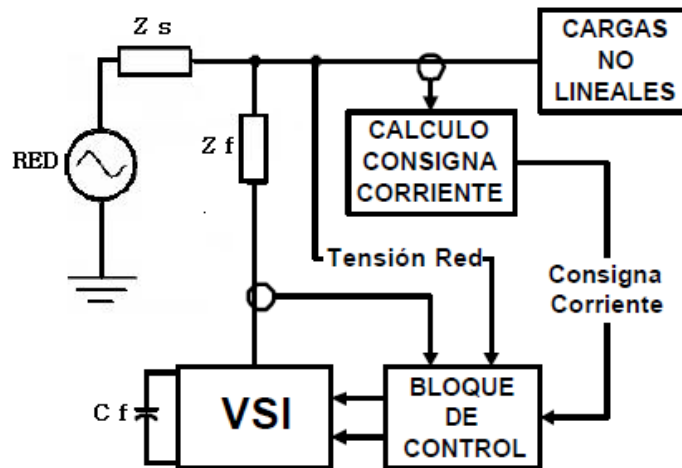 Z s
CARGAS
NO
LINEALES
Z f
CALCULO
CONSIGNA
CORRIENTE
RED
Tensión Red
Consigna
Corriente
C f
VSI
BLOQUE
DE
CONTROL